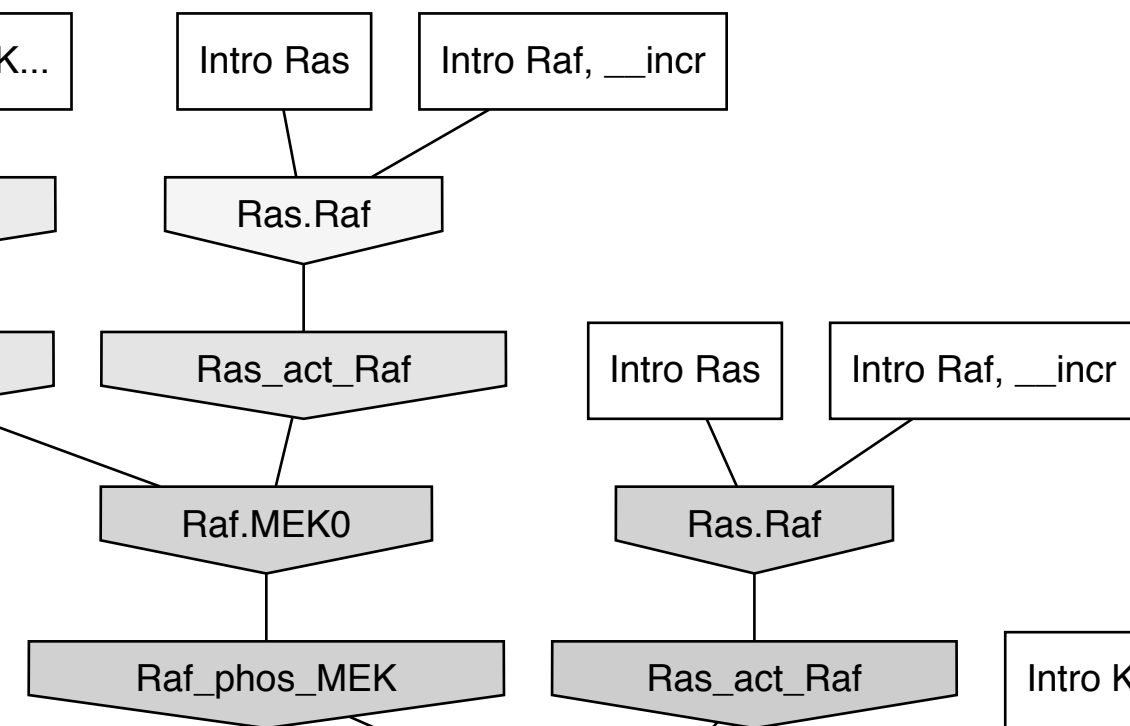 K...
Intro Ras
Intro Raf, __incr
Ras.Raf
Ras_act_Raf
Intro Ras
Intro Raf, __incr
Raf.MEK0
Ras.Raf
Raf_phos_MEK
Ras_act_Raf
Intro K